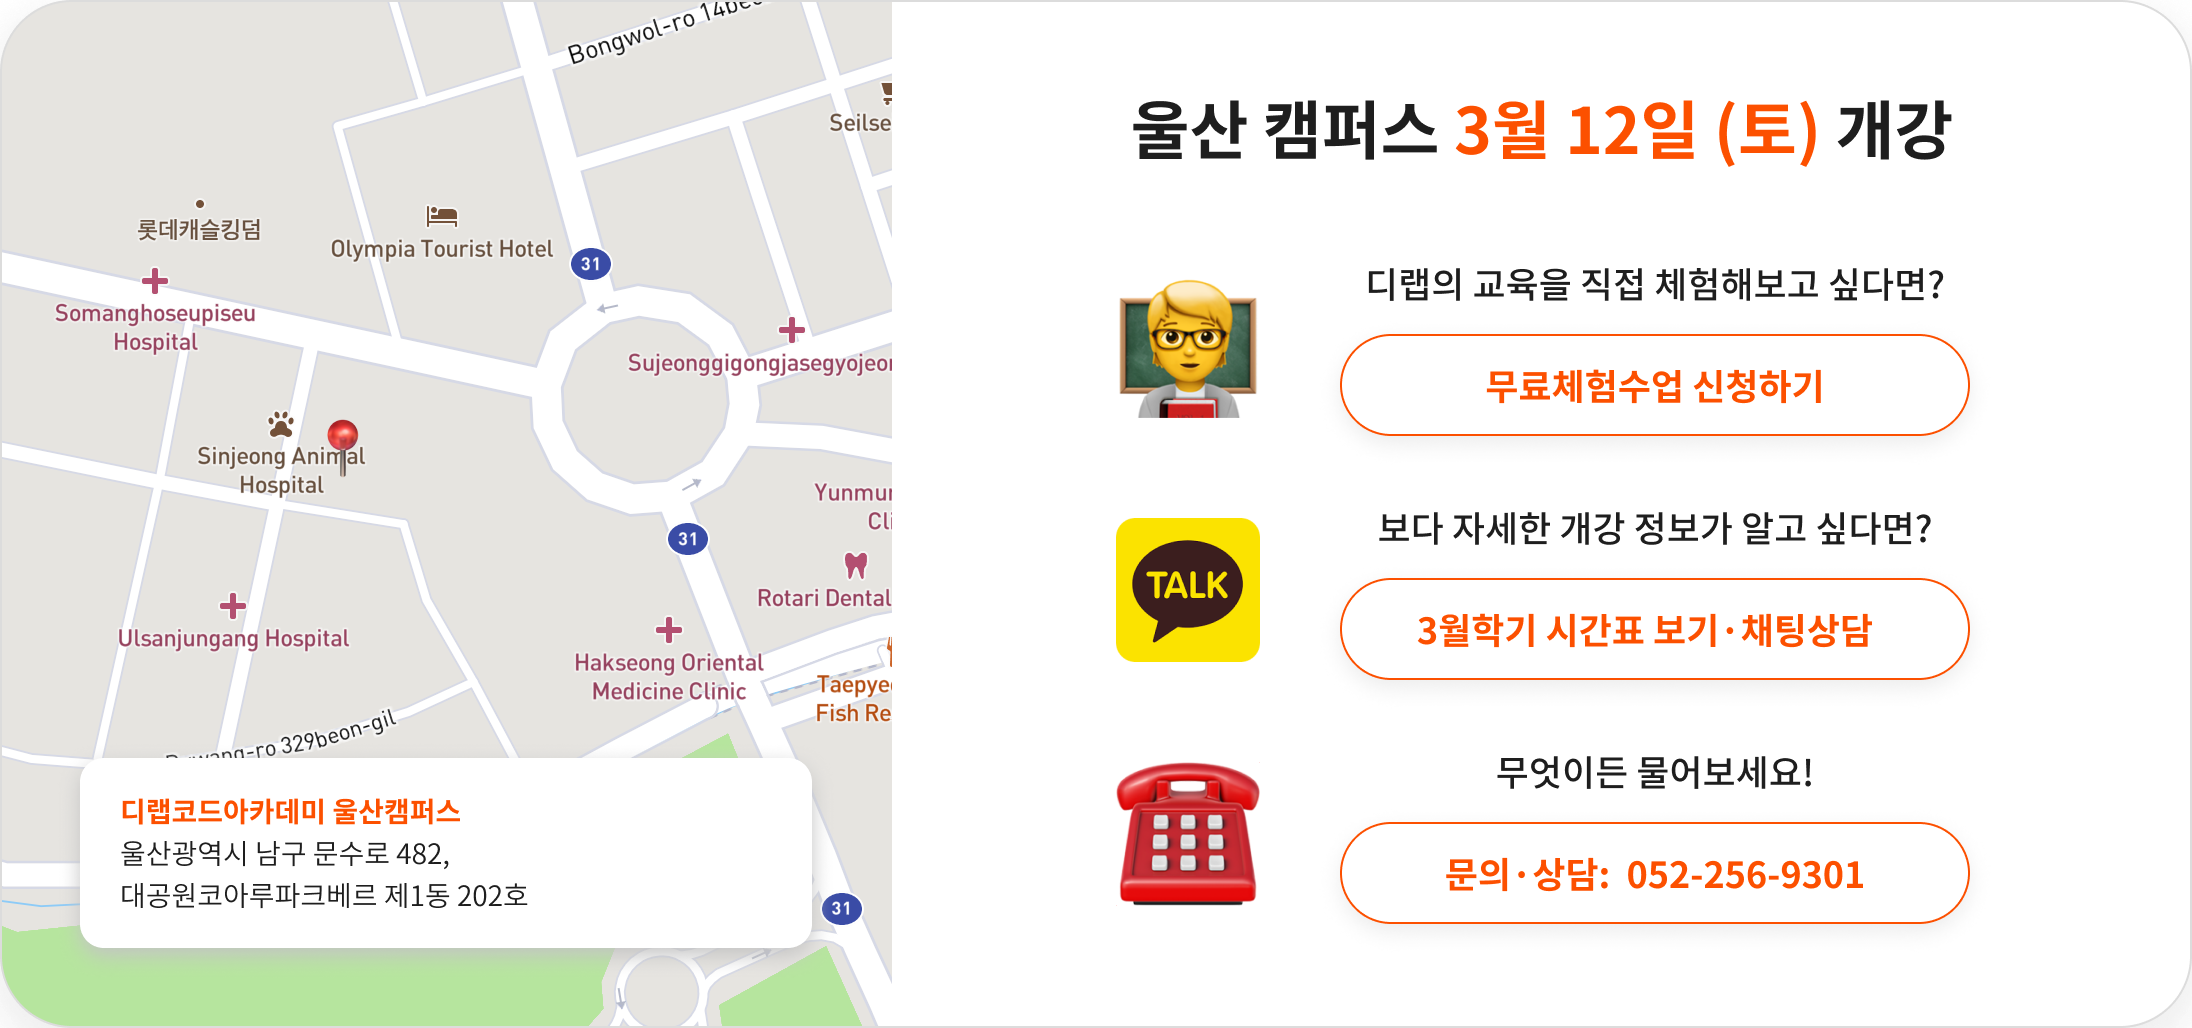 Bongwol-ro
Seilse
롯데캐슬킹덤
Olympia Tourist Hotel
31
Somanghoseupiseu
Hospital
Sujeonggigongjasegyojeon
Sinjeong Animal
Hospital
Yunmun
Cli
31
Rotari Dental
Ulsanjungang Hospital
Hakseong Oriental
Medicine Clinic
Taepye
Fish Re
329beon-gil
디랩코드아카데미 울산캠퍼스
울산광역시 남구 문수로 482,
대공원코아루파크베르 제1동 202호
31
울산 캠퍼스 3월 12일 (토) 개강
디랩의 교육을 직접 체험해보고 싶다면?
무료체험수업 신청하기
TALK
보다 자세한 개강 정보가 알고 싶다면?
3월학기 시간표 보기·채팅상담
무엇이든 물어보세요!
문의·상담: 052-256-9301